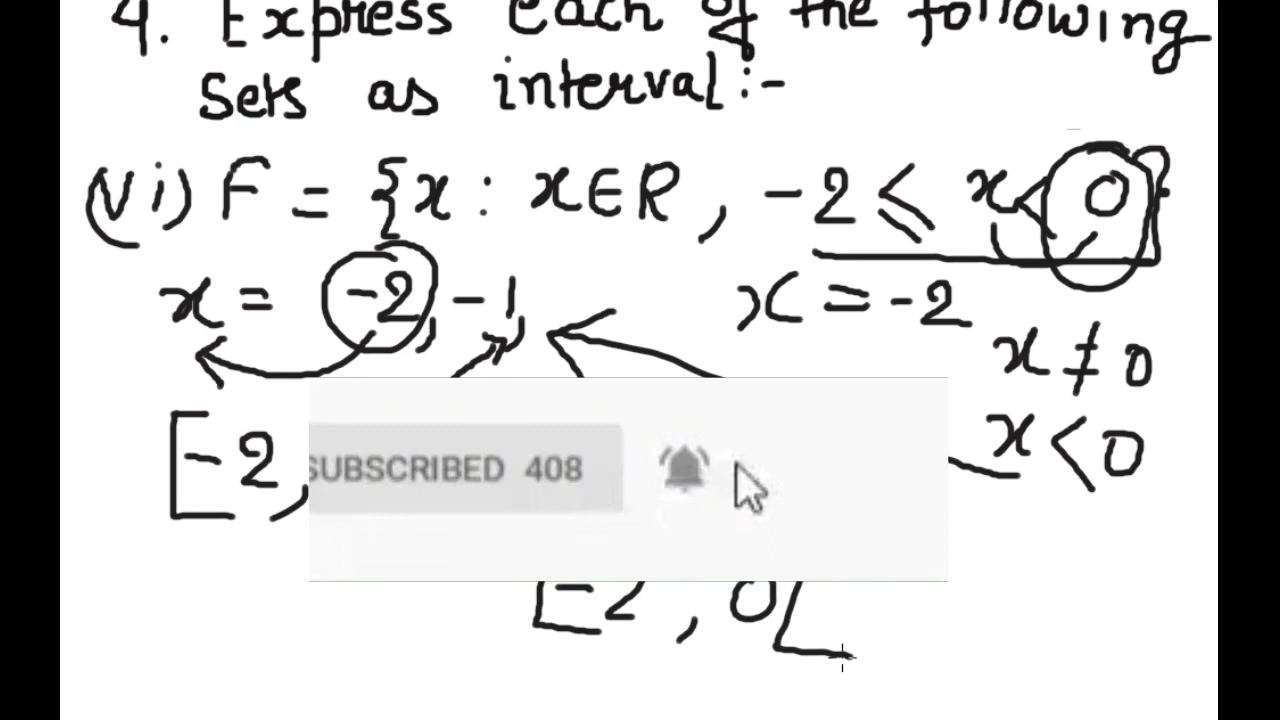 4. Express each of the following
Sets as interval:-
(vi) F = {x : x∈R, -2 ≤ x < 0}
x = -2, -1, x = -2
x ≠ 0
[-2, x < 0
SUBSCRIBED 408
[-2, 0[